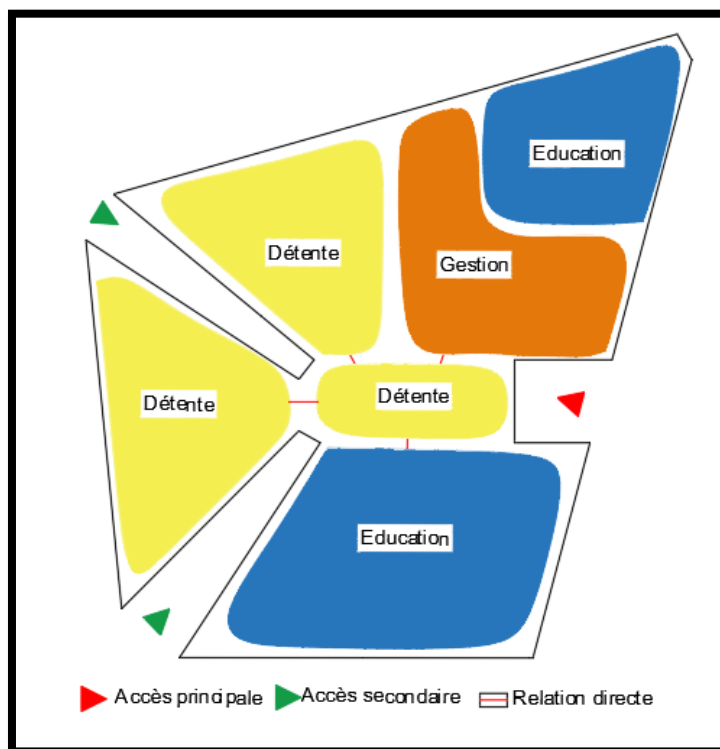 Education
Détente
Gestion
Détente
Détente
Education
Accès principale
Accès secondaire
Relation directe